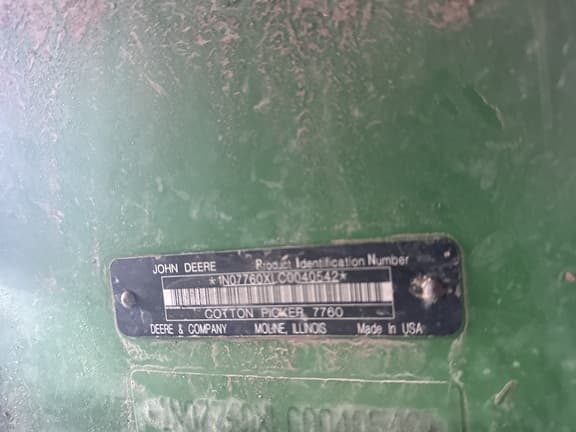 JOHN DEERE Product Identification Number
*1N07760XLC0040542*
COTTON PICKER 7760
DEERE & COMPANY MOLINE, ILLINOIS Made in USA